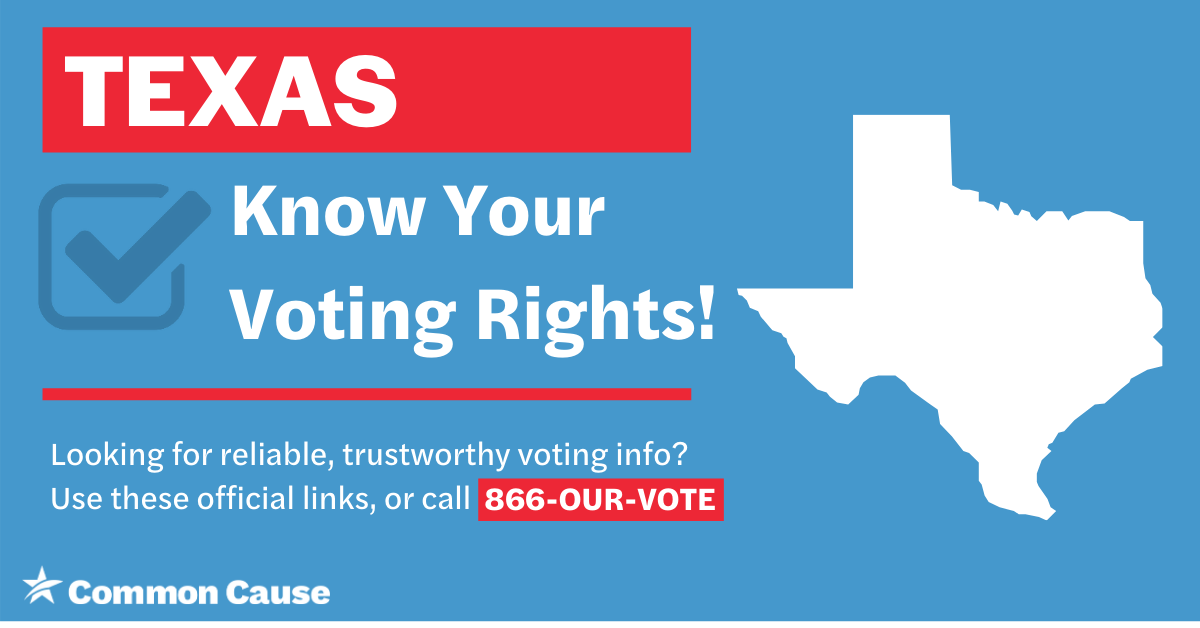 TEXAS
Know Your
Voting Rights!
Looking for reliable, trustworthy voting info?
Use these official links, or call 866-OUR-VOTE
Common Cause